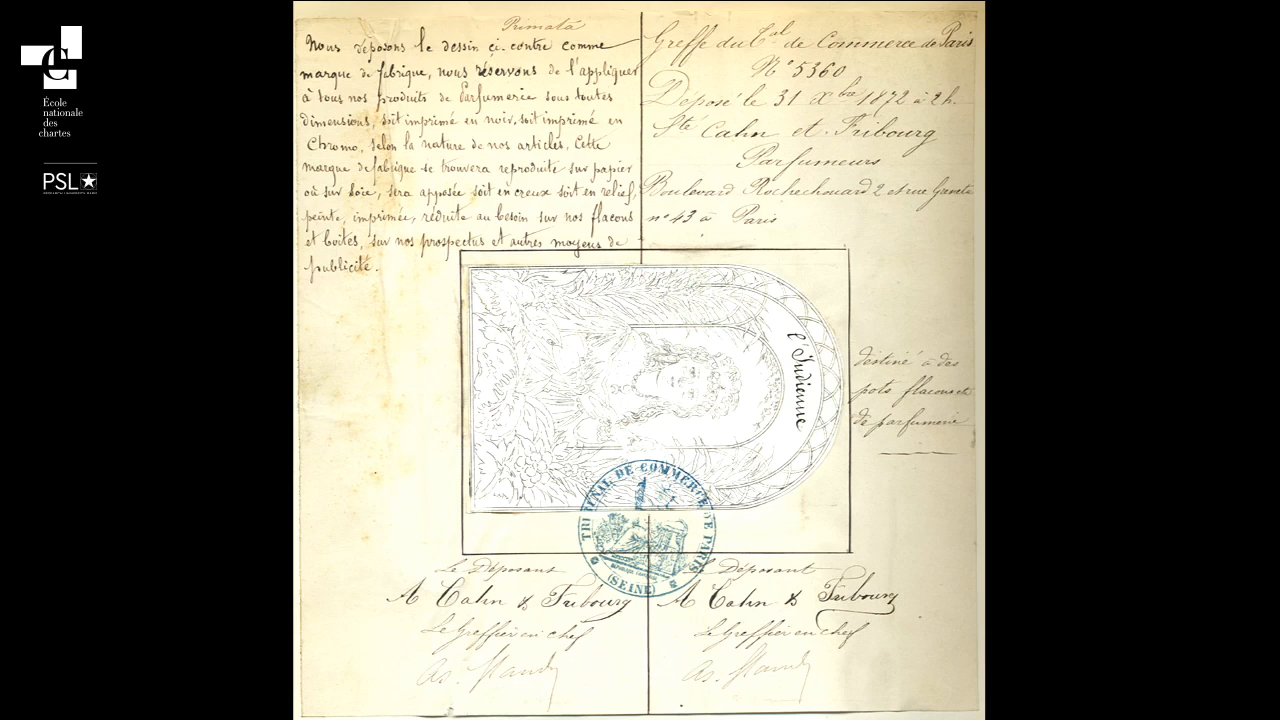 École
nationale
des
chartes
PSL
Primata
Nous déposons le dessin ci-contre comme
marque de fabrique, nous réservons de l'appliquer
à tous nos produits de Parfumerie sous toutes
dimensions, soit imprimé en noir, soit imprimé en
Chromo, selon la nature de nos articles. Cette
marque de fabrique se trouvera reproduite sur papier
où sur soie, sera apposée soit en creux soit en relief,
peinte, imprimée, réduite au besoin sur nos flacons
et boites, sur nos prospectus et autres moyens de
publicité.
Greffe du Cal de Commerce de Paris
N° 5360
Déposé le 31 Xbre 1872 à 2h.
Sté Cahn et Fribourg
Parfumeurs
Boulevard Rochechouard 2 et rue
n° 43 à Paris
l'Indienne
destiné à des
pots flacons et
de parfumerie
TRIBUNAL DE COMMERCE DE PARIS
(SEINE)
Le Déposant
A Cahn & Fribourg
Le Greffier en chef
Le Déposant
A Cahn & Fribourg
Le Greffier en chef